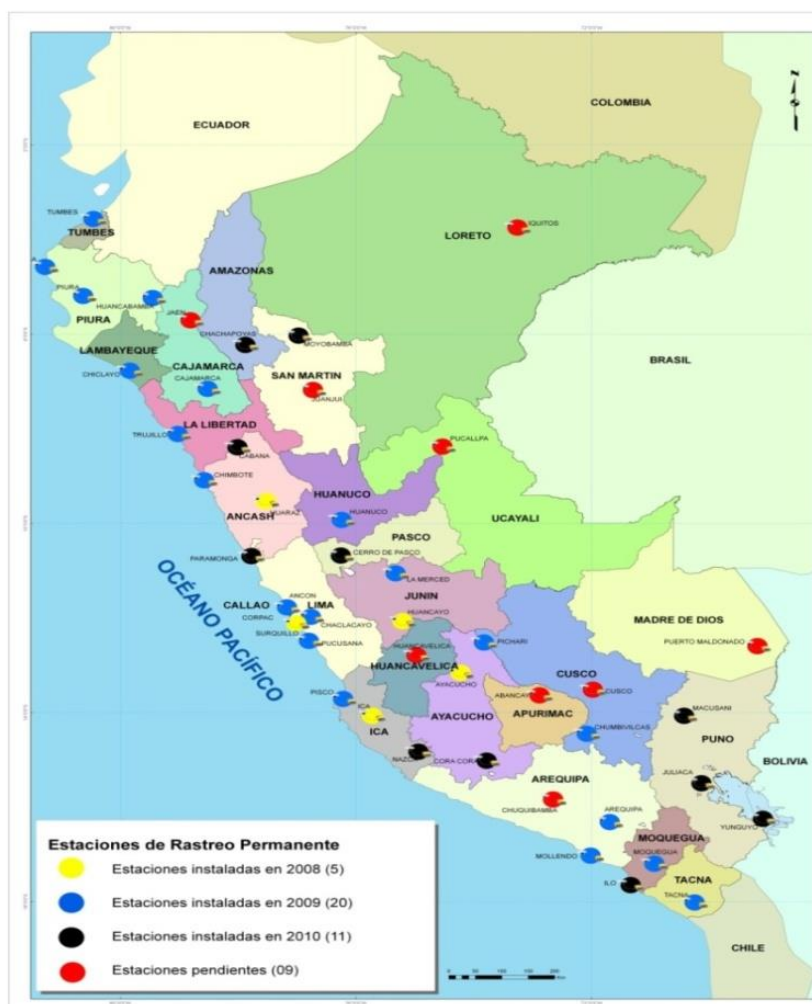 COLOMBIA
N
ECUADOR
TUMBES
TUMBES
LORETO
IQUITOS
AMAZONAS
A
PIURA
HUANCABAMBA
JAEN
PIURA
CHACHAPOYAS
MOYOBAMBA
LAMBAYEQUE
CAJAMARCA
BRASIL
CHICLAYO
CAJAMARCA
SAN MARTIN
JUANJUI
LA LIBERTAD
TRUJILLO
CABANA
PUCALLPA
CHIMBOTE
HUANUCO
HUARAZ
ANCASH
HUANUCO
UCAYALI
PASCO
PARAMONGA
CERRO DE PASCO
LA MERCED
OCÉANO PACÍFICO
JUNIN
CALLAO
ANCON
LIMA
CORPAC
CHACLACAYO
HUANCAYO
MADRE DE DIOS
SURQUILLO
PUCUSANA
HUANCAVELICA
PICHARI
PUERTO MALDONADO
HUANCAVELICA
AYACUCHO
CUSCO
PISCO
ICA
ABANCAY
CUSCO
AYACUCHO
APURIMAC
MACUSANI
ICA
CHUMBIVILCAS
PUNO
NAZCA
CORA CORA
BOLIVIA
AREQUIPA
JULIACA
CHUQUIBAMBA
AREQUIPA
YUNGUYO
MOQUEGUA
MOLLENDO
MOQUEGUA
ILO
TACNA
TACNA
CHILE
Estaciones de Rastreo Permanente
Estaciones instaladas en 2008 (5)
Estaciones instaladas en 2009 (20)
Estaciones instaladas en 2010 (11)
Estaciones pendientes (09)